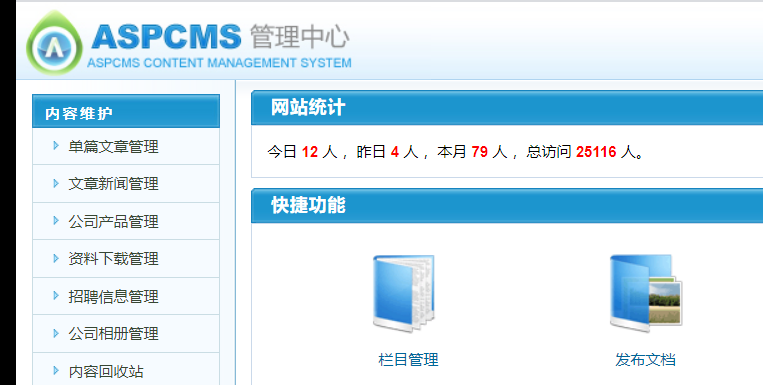 ASPCMS 管理中心
ASPCMS CONTENT MANAGEMENT SYSTEM
内容维护
单篇文章管理
文章新闻管理
公司产品管理
资料下载管理
招聘信息管理
公司相册管理
内容回收站
网站统计
今日 12 人 ，昨日 4 人 ，本月 79 人 ，总访问 25116 人。
快捷功能
栏目管理
发布文档